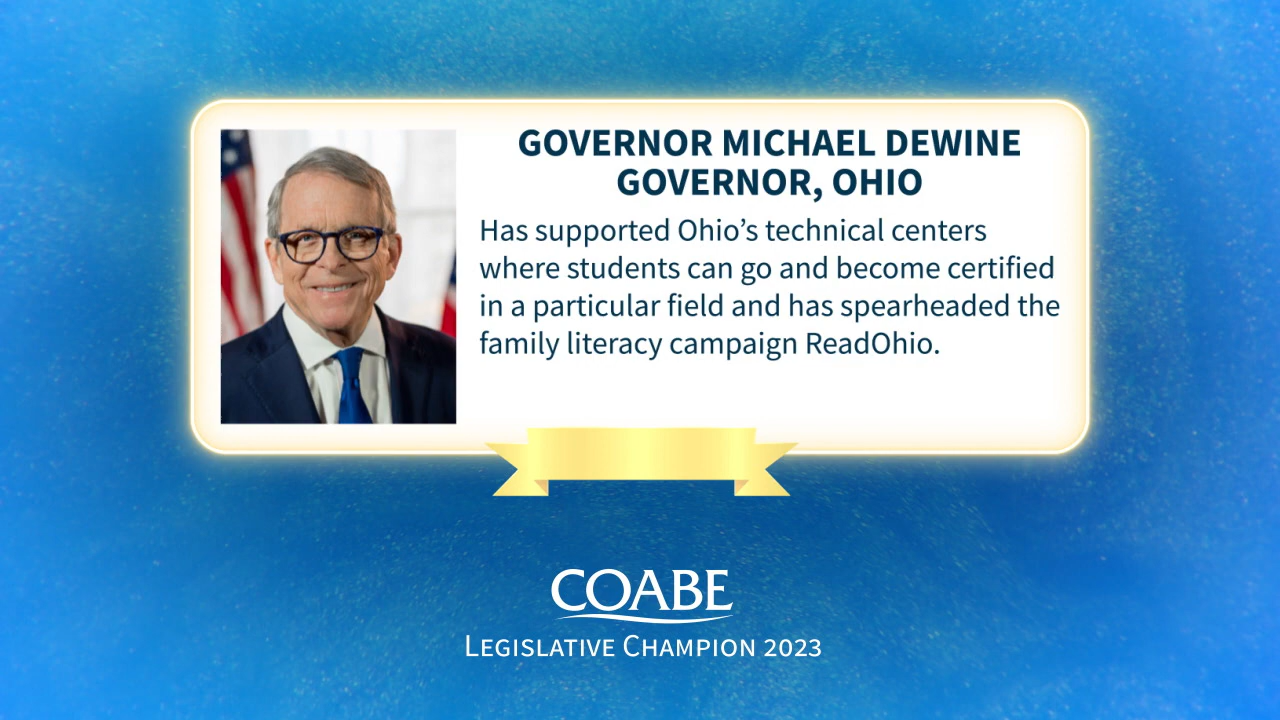 GOVERNOR MICHAEL DEWINE
GOVERNOR, OHIO
Has supported Ohio’s technical centers
where students can go and become certified
in a particular field and has spearheaded the
family literacy campaign ReadOhio.
COABE
Legislative Champion 2023